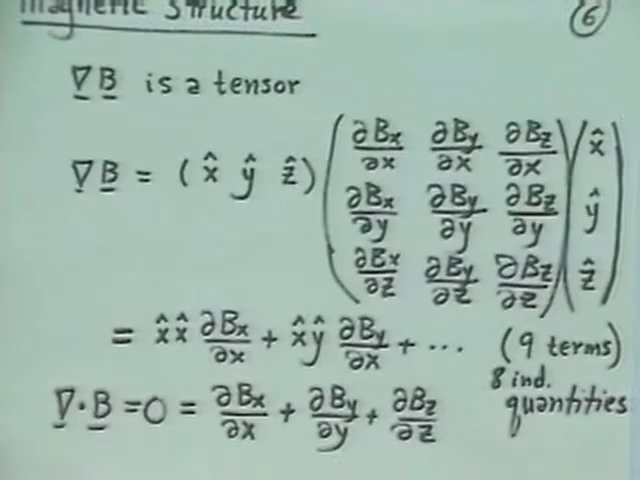 magnetic structure
6
∇B is a tensor
∇B = (x̂ ŷ ẑ) (∂Bx/∂x ∂By/∂x ∂Bz/∂x) (x̂)
∂Bx/∂y ∂By/∂y ∂Bz/∂y ŷ
∂Bx/∂z ∂By/∂z ∂Bz/∂z ẑ
= x̂x̂ ∂Bx/∂x + x̂ŷ ∂By/∂x + ... (9 terms)
8 ind.
quantities
∇·B = 0 = ∂Bx/∂x + ∂By/∂y + ∂Bz/∂z